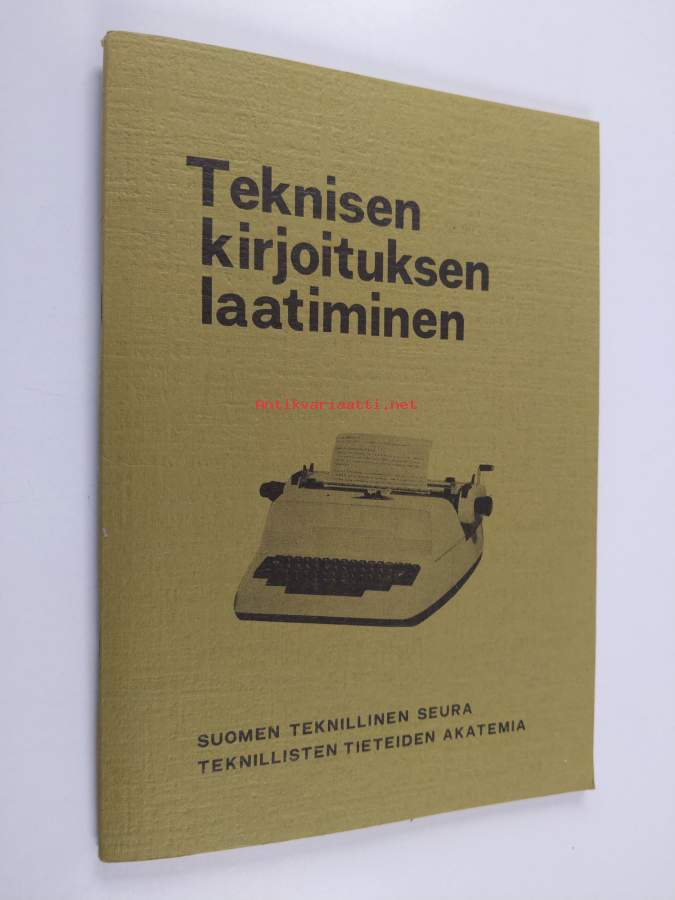 Teknisen
kirjoituksen
laatiminen
Antikvariaatti.net
SUOMEN TEKNILLINEN SEURA
TEKNILLISTEN TIETEIDEN AKATEMIA